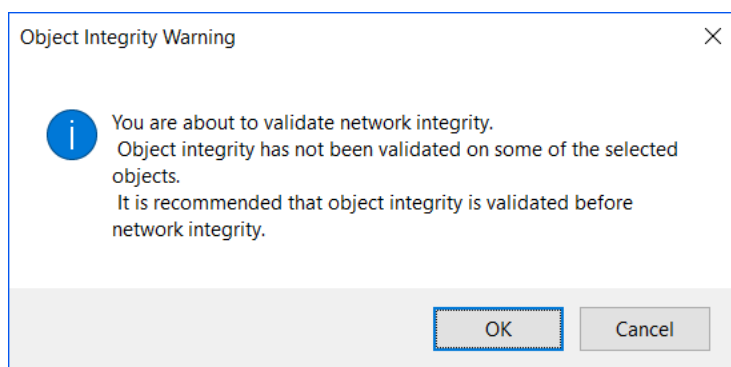 Object Integrity Warning
You are about to validate network integrity.
Object integrity has not been validated on some of the selected
objects.
It is recommended that object integrity is validated before
network integrity.
OK
Cancel